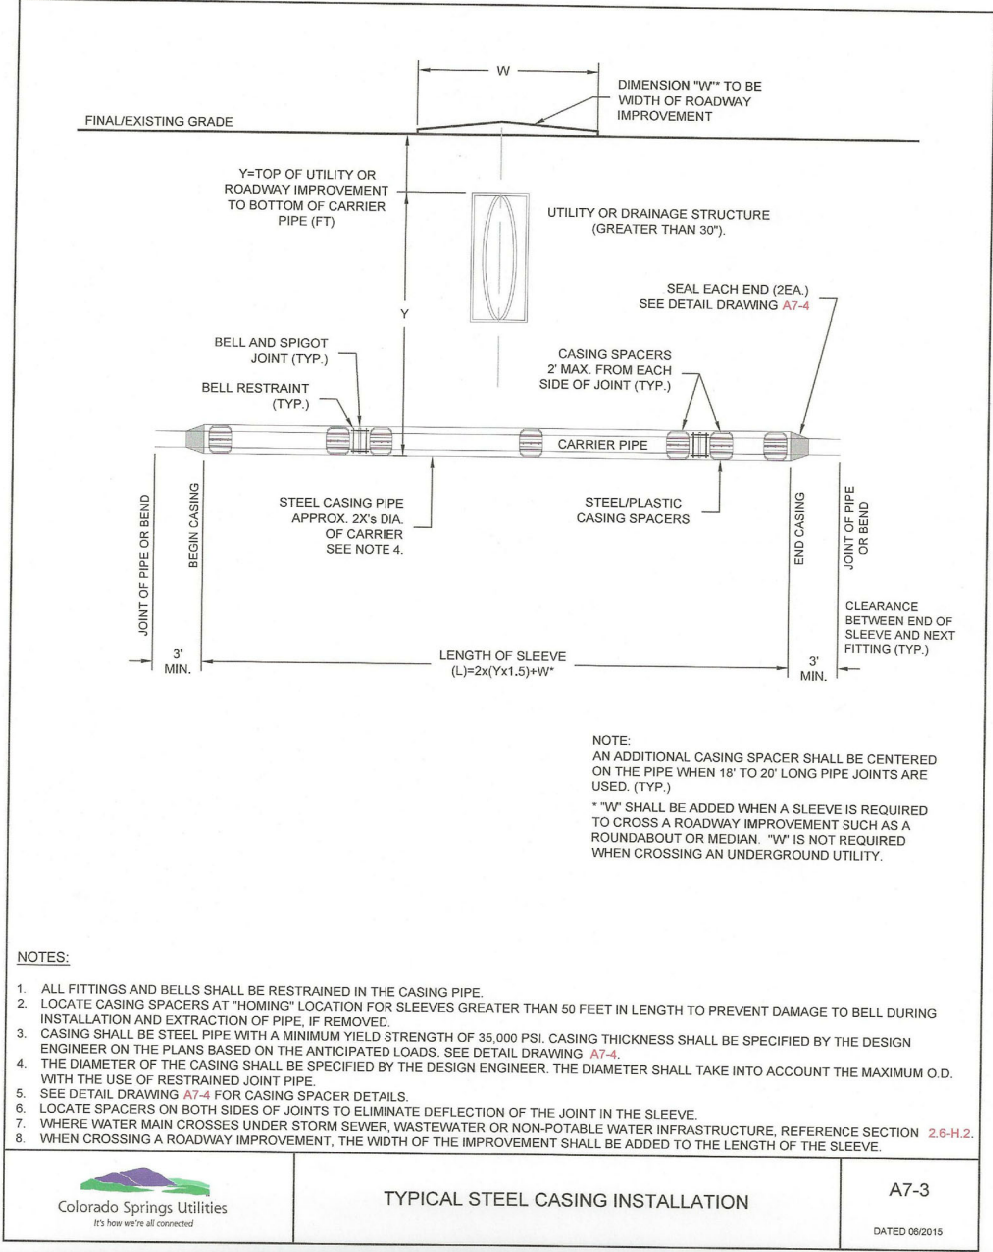 W
DIMENSION "W"* TO BE
WIDTH OF ROADWAY
IMPROVEMENT
FINAL/EXISTING GRADE
Y=TOP OF UTILITY OR
ROADWAY IMPROVEMENT
TO BOTTOM OF CARRIER
PIPE (FT)
UTILITY OR DRAINAGE STRUCTURE
(GREATER THAN 30").
SEAL EACH END (2EA.)
SEE DETAIL DRAWING A7-4
Y
BELL AND SPIGOT
JOINT (TYP.)
BELL RESTRAINT
(TYP.)
CASING SPACERS
2' MAX. FROM EACH
SIDE OF JOINT (TYP.)
CARRIER PIPE
STEEL CASING PIPE
APPROX. 2X's DIA.
OF CARRIER
SEE NOTE 4.
STEEL/PLASTIC
CASING SPACERS
JOINT OF PIPE OR BEND
BEGIN CASING
END CASING
JOINT OF PIPE
OR BEND
CLEARANCE
BETWEEN END OF
SLEEVE AND NEXT
FITTING (TYP.)
3'
MIN.
LENGTH OF SLEEVE
(L)=2x(Yx1.5)+W*
3'
MIN.
NOTE:
AN ADDITIONAL CASING SPACER SHALL BE CENTERED
ON THE PIPE WHEN 18' TO 20' LONG PIPE JOINTS ARE
USED. (TYP.)
* "W" SHALL BE ADDED WHEN A SLEEVE IS REQUIRED
TO CROSS A ROADWAY IMPROVEMENT SUCH AS A
ROUNDABOUT OR MEDIAN. "W" IS NOT REQUIRED
WHEN CROSSING AN UNDERGROUND UTILITY.
NOTES:
1. ALL FITTINGS AND BELLS SHALL BE RESTRAINED IN THE CASING PIPE.
2. LOCATE CASING SPACERS AT "HOMING" LOCATION FOR SLEEVES GREATER THAN 50 FEET IN LENGTH TO PREVENT DAMAGE TO BELL DURING
INSTALLATION AND EXTRACTION OF PIPE, IF REMOVED.
3. CASING SHALL BE STEEL PIPE WITH A MINIMUM YIELD STRENGTH OF 35,000 PSI. CASING THICKNESS SHALL BE SPECIFIED BY THE DESIGN
ENGINEER ON THE PLANS BASED ON THE ANTICIPATED LOADS. SEE DETAIL DRAWING A7-4.
4. THE DIAMETER OF THE CASING SHALL BE SPECIFIED BY THE DESIGN ENGINEER. THE DIAMETER SHALL TAKE INTO ACCOUNT THE MAXIMUM O.D.
WITH THE USE OF RESTRAINED JOINT PIPE.
5. SEE DETAIL DRAWING A7-4 FOR CASING SPACER DETAILS.
6. LOCATE SPACERS ON BOTH SIDES OF JOINTS TO ELIMINATE DEFLECTION OF THE JOINT IN THE SLEEVE.
7. WHERE WATER MAIN CROSSES UNDER STORM SEWER, WASTEWATER OR NON-POTABLE WATER INFRASTRUCTURE, REFERENCE SECTION 2.6-H.2.
8. WHEN CROSSING A ROADWAY IMPROVEMENT, THE WIDTH OF THE IMPROVEMENT SHALL BE ADDED TO THE LENGTH OF THE SLEEVE.
Colorado Springs Utilities
It's how we're all connected
TYPICAL STEEL CASING INSTALLATION
A7-3
DATED 06/2015